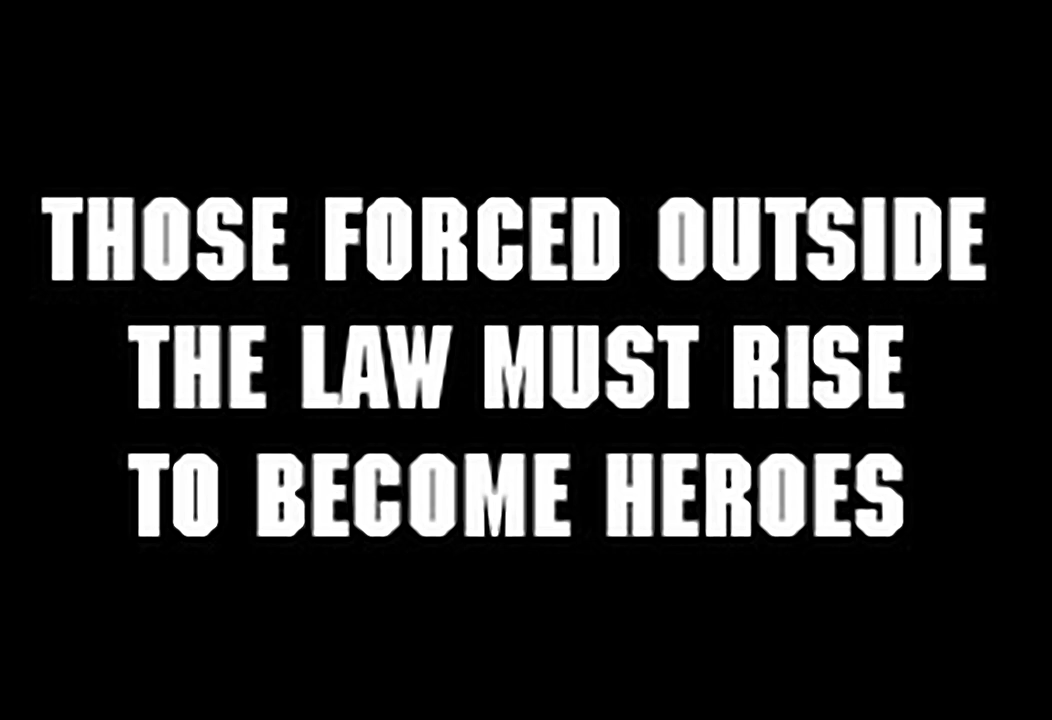 THOSE FORCED OUTSIDE
THE LAW MUST RISE
TO BECOME HEROES